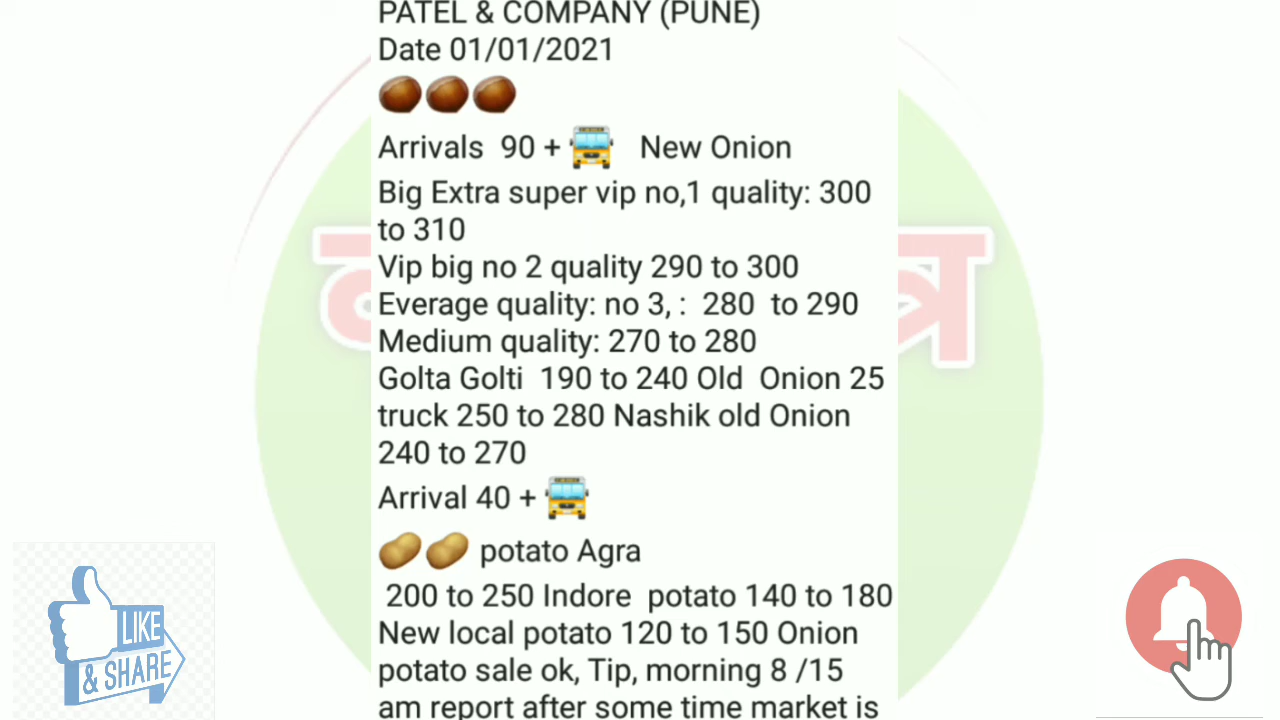 PATEL & COMPANY (PUNE)
Date 01/01/2021
Arrivals  90 + New Onion
Big Extra super vip no,1 quality: 300
to 310
Vip big no 2 quality 290 to 300
Everage quality: no 3, :  280  to 290
Medium quality: 270 to 280
Golta Golti  190 to 240 Old  Onion 25
truck 250 to 280 Nashik old Onion
240 to 270
Arrival 40 +
potato Agra
200 to 250 Indore  potato 140 to 180
New local potato 120 to 150 Onion
potato sale ok, Tip, morning 8 /15
am report after some time market is
LIKE
& SHARE